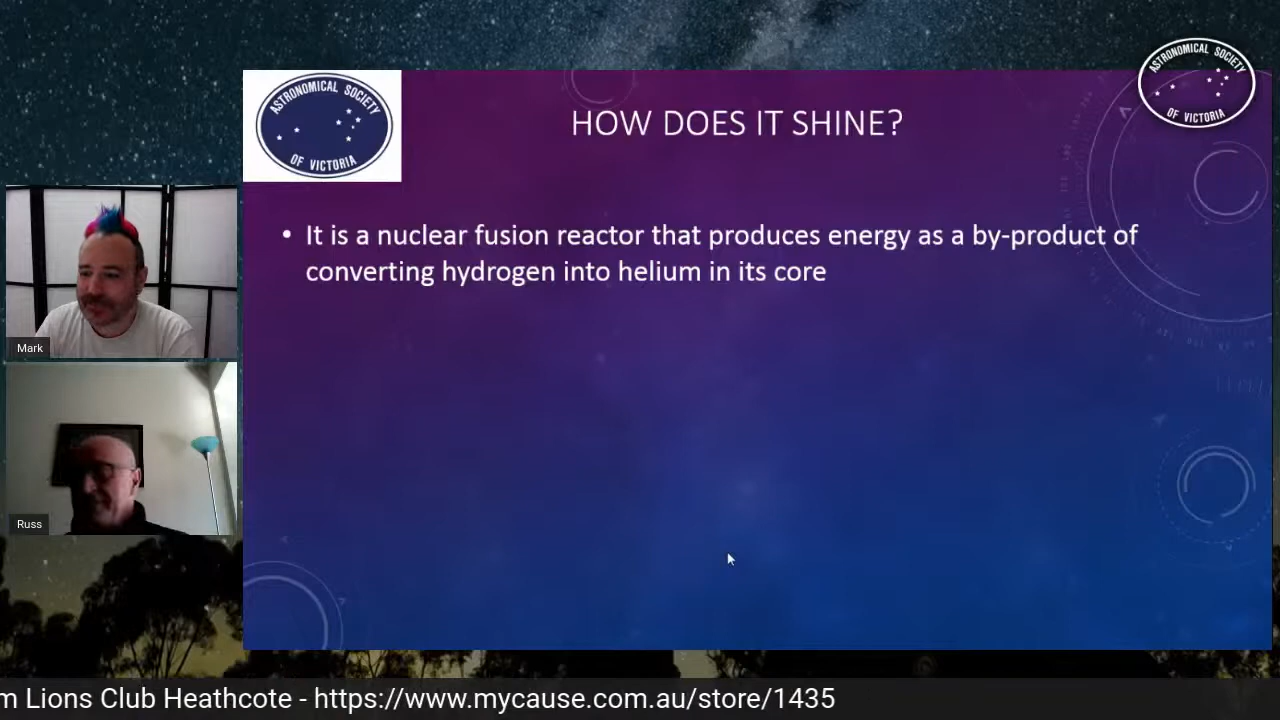 ASTRONOMICAL SOCIETY
OF VICTORIA
ASTRONOMICAL SOCIETY
OF VICTORIA
HOW DOES IT SHINE?
• It is a nuclear fusion reactor that produces energy as a by-product of
converting hydrogen into helium in its core
Mark
Russ
m Lions Club Heathcote - https://www.mycause.com.au/store/1435